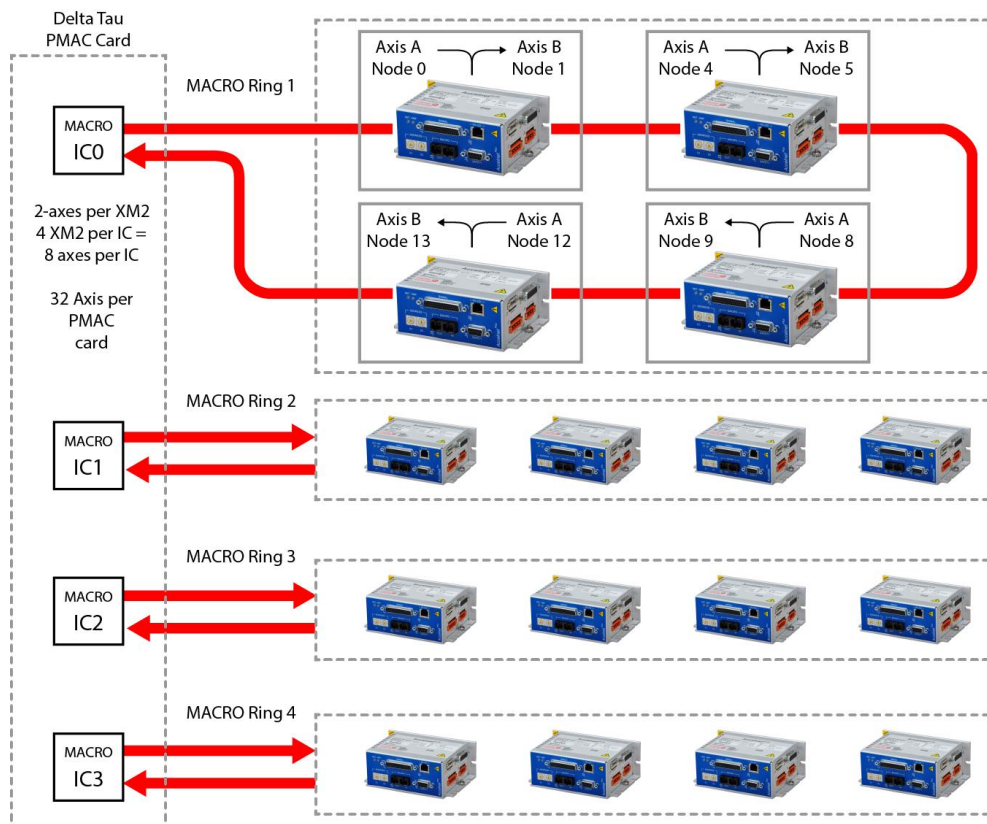 Delta Tau
PMAC Card
MACRO Ring 1
MACRO
IC0
2-axes per XM2
4 XM2 per IC =
8 axes per IC
32 Axis per
PMAC
card
Axis A
Node 0
Axis B
Node 1
Axis A
Node 4
Axis B
Node 5
Axis B
Node 13
Axis A
Node 12
Axis B
Node 9
Axis A
Node 8
MACRO Ring 2
MACRO
IC1
MACRO Ring 3
MACRO
IC2
MACRO Ring 4
MACRO
IC3